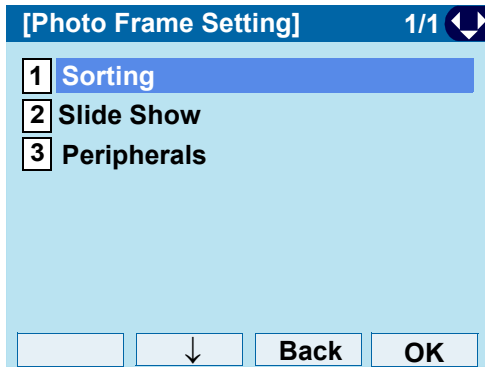 [Photo Frame Setting] 1/1
1 Sorting
2 Slide Show
3 Peripherals
↓ Back OK